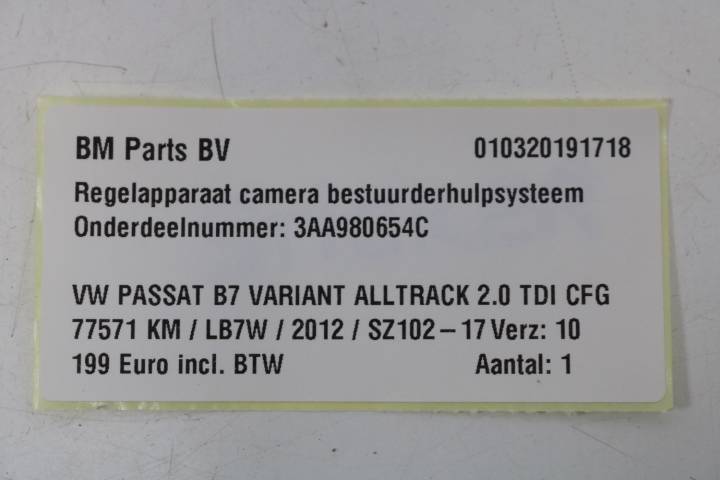 BM Parts BV 010320191718
Regelapparaat camera bestuurderhulpsysteem
Onderdeelnummer: 3AA980654C
VW PASSAT B7 VARIANT ALLTRACK 2.0 TDI CFG
77571 KM / LB7W / 2012 / SZ102 – 17 Verz: 10
199 Euro incl. BTW Aantal: 1